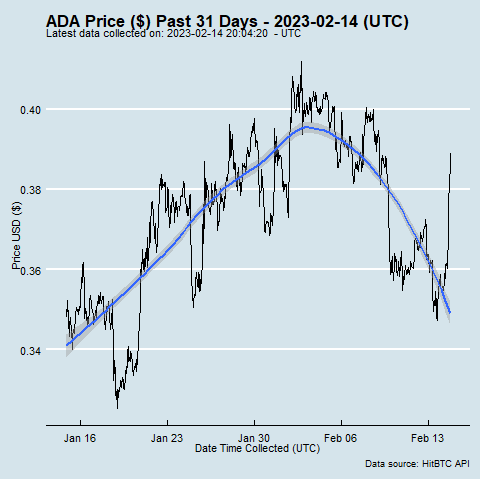 ADA Price ($) Past 31 Days - 2023-02-14 (UTC)
Latest data collected on: 2023-02-14 20:04:20 - UTC
0.40
0.38
0.36
0.34
Price USD ($)
Jan 16 Jan 23 Jan 30 Feb 06 Feb 13
Date Time Collected (UTC)
Data source: HitBTC API